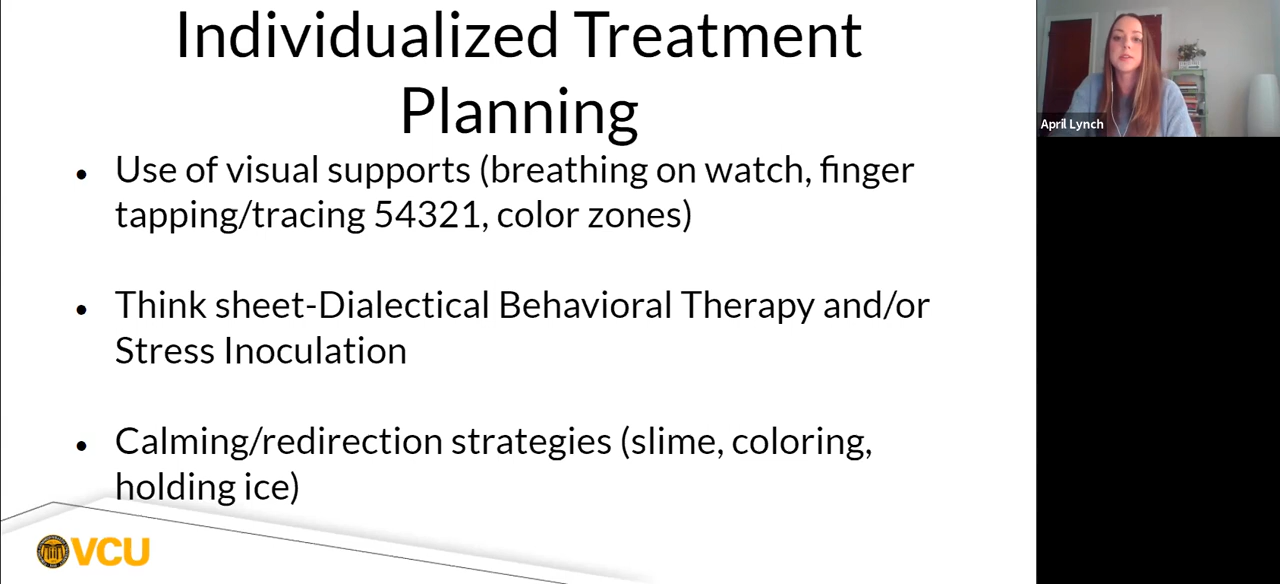 Individualized Treatment
Planning
• Use of visual supports (breathing on watch, finger
tapping/tracing 54321, color zones)
• Think sheet-Dialectical Behavioral Therapy and/or
Stress Inoculation
• Calming/redirection strategies (slime, coloring,
holding ice)
VCU
April Lynch